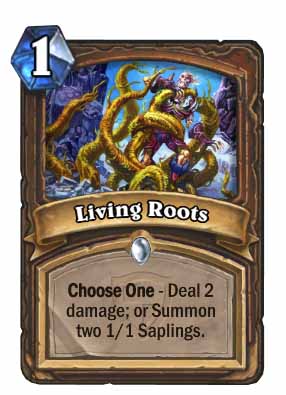 1
Living Roots
Choose One - Deal 2
damage; or Summon
two 1/1 Saplings.